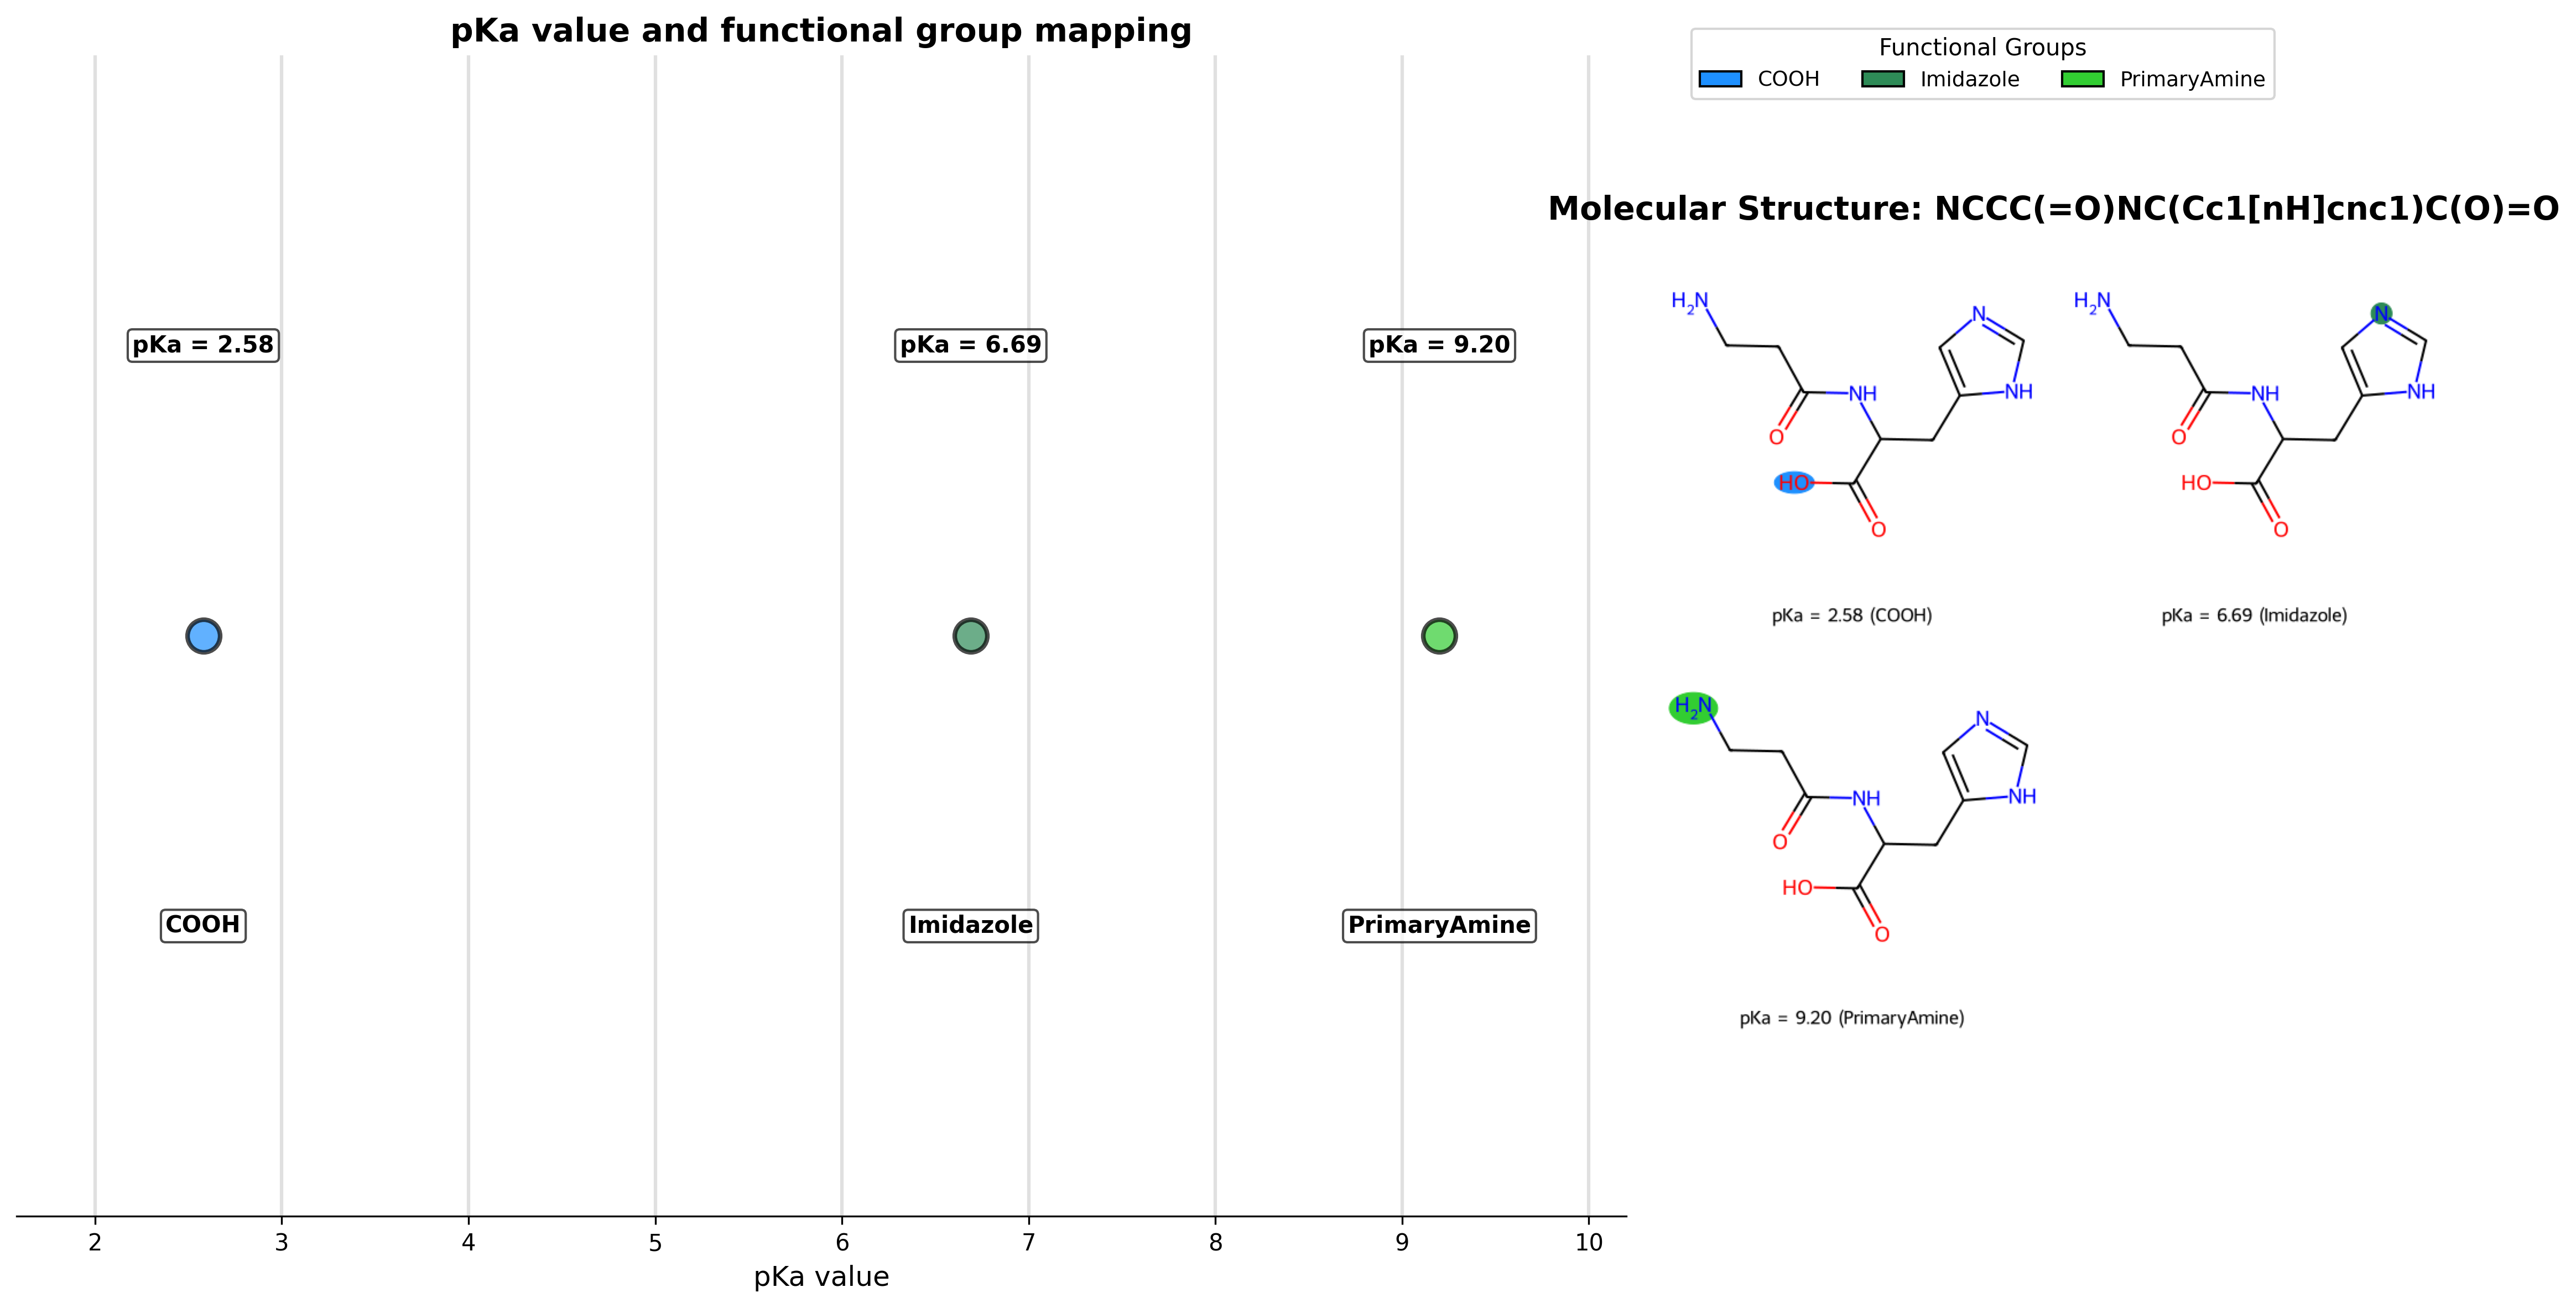 pKa value and functional group mapping
pKa = 2.58
pKa = 6.69
pKa = 9.20
COOH
Imidazole
PrimaryAmine
2 3 4 5 6 7 8 9 10
pKa value
Functional Groups
COOH Imidazole PrimaryAmine
Molecular Structure: NCCC(=O)NC(Cc1[nH]cnc1)C(O)=O
H2N
N
NH
NH
O
HO
O
pKa = 2.58 (COOH)
H2N
N
NH
NH
O
HO
O
pKa = 6.69 (Imidazole)
H2N
N
NH
NH
O
HO
O
pKa = 9.20 (PrimaryAmine)